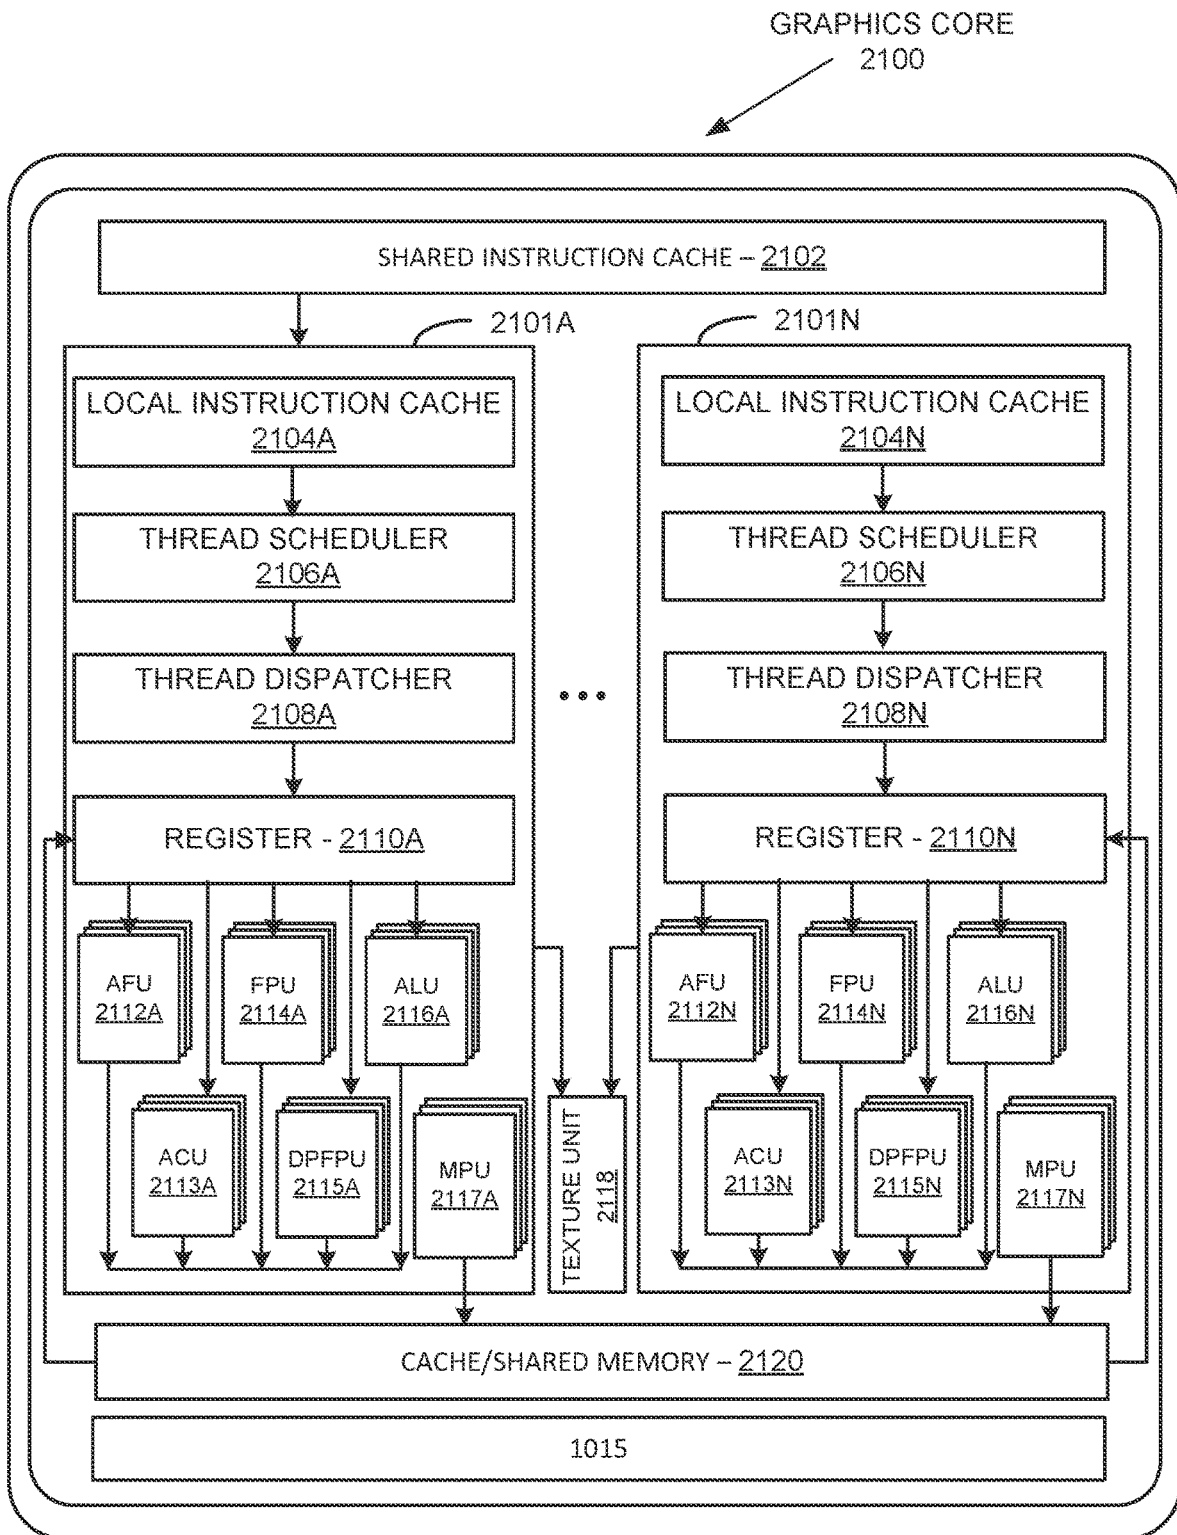 GRAPHICS CORE
2100
SHARED INSTRUCTION CACHE – 2102
2101A
2101N
LOCAL INSTRUCTION CACHE
2104A
LOCAL INSTRUCTION CACHE
2104N
THREAD SCHEDULER
2106A
THREAD SCHEDULER
2106N
THREAD DISPATCHER
2108A
THREAD DISPATCHER
2108N
REGISTER - 2110A
REGISTER - 2110N
AFU
2112A
FPU
2114A
ALU
2116A
AFU
2112N
FPU
2114N
ALU
2116N
ACU
2113A
DPFPU
2115A
MPU
2117A
TEXTURE UNIT
2118
ACU
2113N
DPFPU
2115N
MPU
2117N
CACHE/SHARED MEMORY – 2120
1015